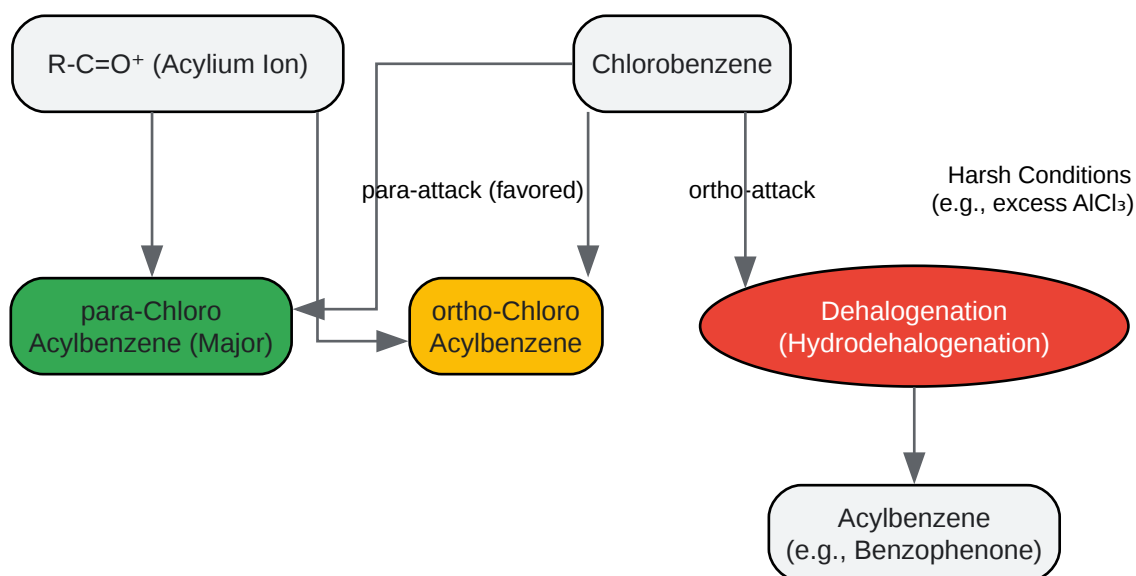 R-C=O⁺ (Acylium Ion)
Chlorobenzene
para-attack (favored)
ortho-attack
Harsh Conditions
(e.g., excess AlCl₃)
para-Chloro
Acylbenzene (Major)
ortho-Chloro
Acylbenzene
Dehalogenation
(Hydrodehalogenation)
Acylbenzene
(e.g., Benzophenone)